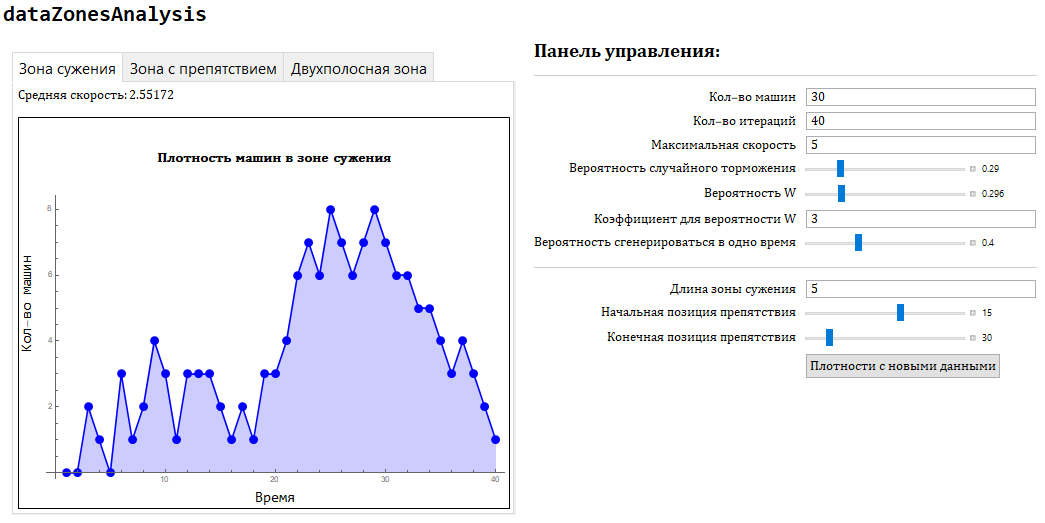 dataZonesAnalysis
Зона сужения
Зона с препятствием
Двухполосная зона
Средняя скорость: 2.55172
Плотность машин в зоне сужения
Кол-во машин
8
6
4
2
10
20
30
40
Время
Панель управления:
Кол-во машин 30
Кол-во итераций 40
Максимальная скорость 5
Вероятность случайного торможения 0.29
Вероятность W 0.296
Коэффициент для вероятности W 3
Вероятность сгенерироваться в одно время 0.4
Длина зоны сужения 5
Начальная позиция препятствия 15
Конечная позиция препятствия 30
Плотности с новыми данными